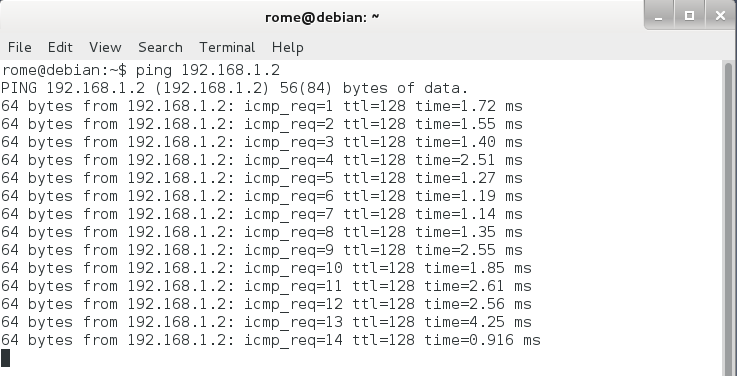 rome@debian: ~
File Edit View Search Terminal Help
rome@debian:~$ ping 192.168.1.2
PING 192.168.1.2 (192.168.1.2) 56(84) bytes of data.
64 bytes from 192.168.1.2: icmp_req=1 ttl=128 time=1.72 ms
64 bytes from 192.168.1.2: icmp_req=2 ttl=128 time=1.55 ms
64 bytes from 192.168.1.2: icmp_req=3 ttl=128 time=1.40 ms
64 bytes from 192.168.1.2: icmp_req=4 ttl=128 time=2.51 ms
64 bytes from 192.168.1.2: icmp_req=5 ttl=128 time=1.27 ms
64 bytes from 192.168.1.2: icmp_req=6 ttl=128 time=1.19 ms
64 bytes from 192.168.1.2: icmp_req=7 ttl=128 time=1.14 ms
64 bytes from 192.168.1.2: icmp_req=8 ttl=128 time=1.35 ms
64 bytes from 192.168.1.2: icmp_req=9 ttl=128 time=2.55 ms
64 bytes from 192.168.1.2: icmp_req=10 ttl=128 time=1.85 ms
64 bytes from 192.168.1.2: icmp_req=11 ttl=128 time=2.61 ms
64 bytes from 192.168.1.2: icmp_req=12 ttl=128 time=2.56 ms
64 bytes from 192.168.1.2: icmp_req=13 ttl=128 time=4.25 ms
64 bytes from 192.168.1.2: icmp_req=14 ttl=128 time=0.916 ms